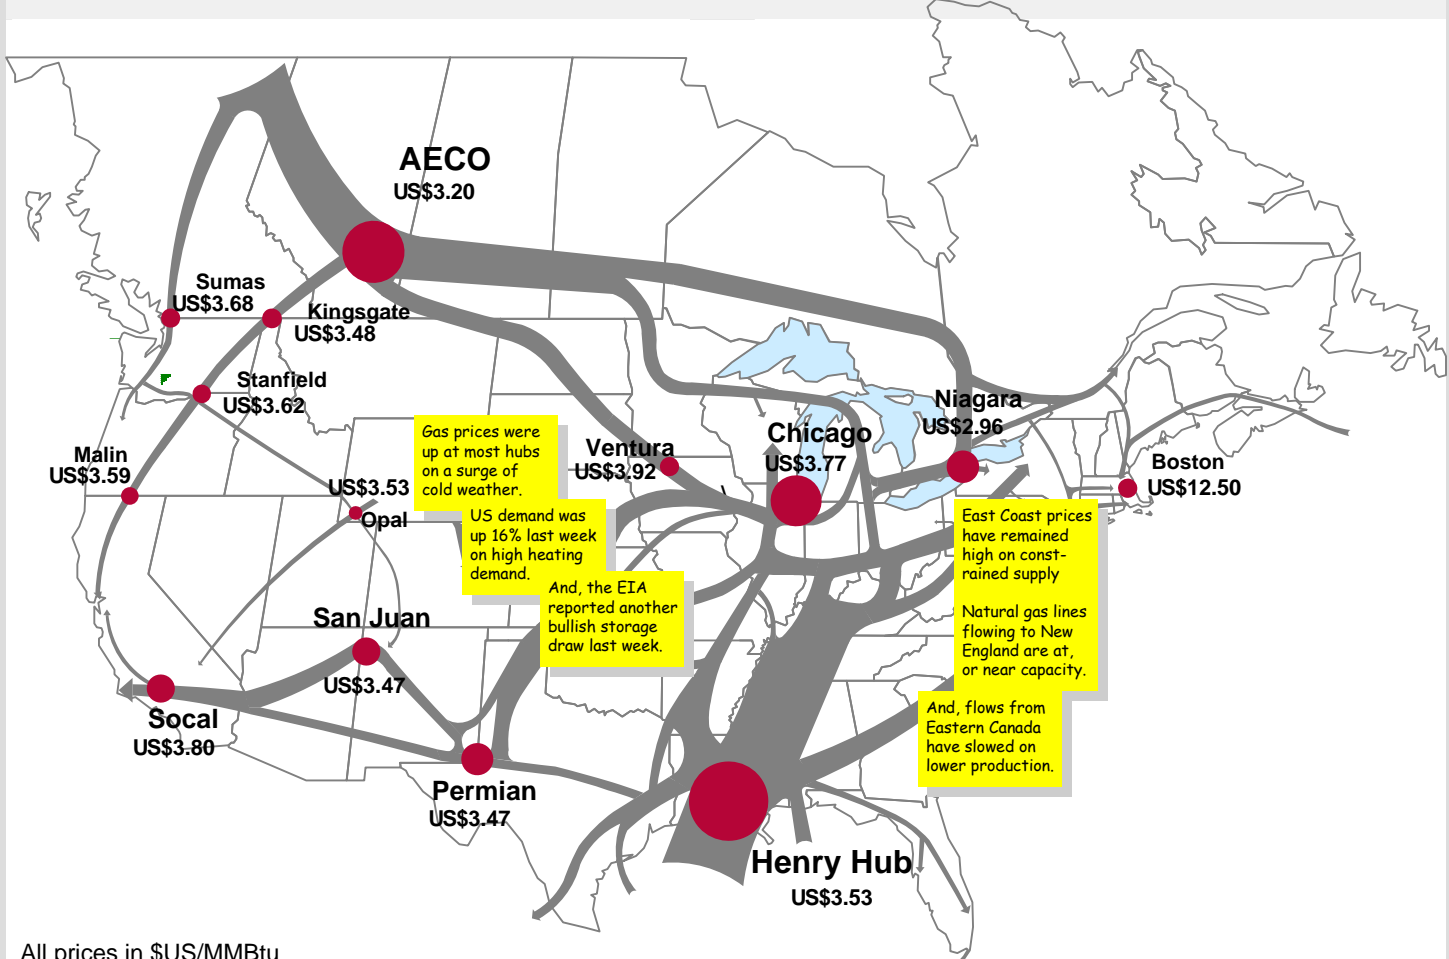 AECO
US$3.20
Sumas
US$3.68
Kingsgate
US$3.48
Stanfield
US$3.62
Malin
US$3.59
US$3.53
Opal
Gas prices were
up at most hubs
on a surge of
cold weather.
US demand was
up 16% last week
on high heating
demand.
And, the EIA
reported another
bullish storage
draw last week.
Ventura
US$3.92
Chicago
US$3.77
Niagara
US$2.96
Boston
US$12.50
East Coast prices
have remained
high on const-
rained supply
Natural gas lines
flowing to New
England are at,
or near capacity.
And, flows from
Eastern Canada
have slowed on
lower production.
San Juan
US$3.47
Socal
US$3.80
Permian
US$3.47
Henry Hub
US$3.53
All prices in $US/MMBtu